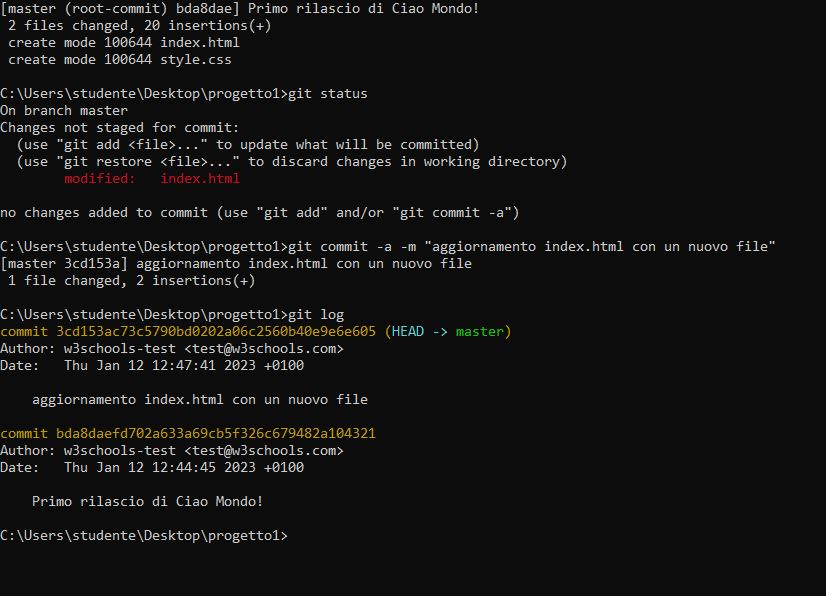 [master (root-commit) bda8dae] Primo rilascio di Ciao Mondo!
 2 files changed, 20 insertions(+)
 create mode 100644 index.html
 create mode 100644 style.css
C:\Users\studente\Desktop\progetto1>git status
On branch master
Changes not staged for commit:
  (use "git add <file>..." to update what will be committed)
  (use "git restore <file>..." to discard changes in working directory)
        modified:   index.html
no changes added to commit (use "git add" and/or "git commit -a")
C:\Users\studente\Desktop\progetto1>git commit -a -m "aggiornamento index.html con un nuovo file"
[master 3cd153a] aggiornamento index.html con un nuovo file
 1 file changed, 2 insertions(+)
C:\Users\studente\Desktop\progetto1>git log
commit 3cd153ac73c5790bd0202a06c2560b40e9e6e605 (HEAD -> master)
Author: w3schools-test <test@w3schools.com>
Date:   Thu Jan 12 12:47:41 2023 +0100
    aggiornamento index.html con un nuovo file
commit bda8daefd702a633a69cb5f326c679482a104321
Author: w3schools-test <test@w3schools.com>
Date:   Thu Jan 12 12:44:45 2023 +0100
    Primo rilascio di Ciao Mondo!
C:\Users\studente\Desktop\progetto1>